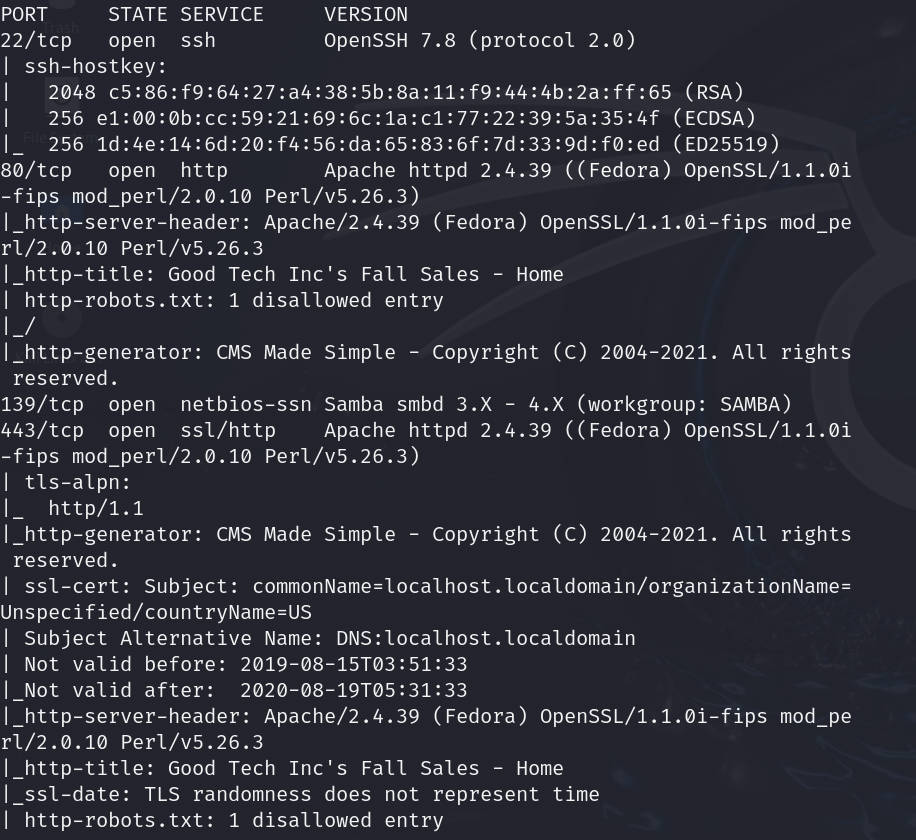 PORT     STATE SERVICE     VERSION
22/tcp   open  ssh         OpenSSH 7.8 (protocol 2.0)
| ssh-hostkey:
|   2048 c5:86:f9:64:27:a4:38:5b:8a:11:f9:44:4b:2a:ff:65 (RSA)
|   256 e1:00:0b:cc:59:21:69:6c:1a:c1:77:22:39:5a:35:4f (ECDSA)
|_  256 1d:4e:14:6d:20:f4:56:da:65:83:6f:7d:33:9d:f0:ed (ED25519)
80/tcp   open  http        Apache httpd 2.4.39 ((Fedora) OpenSSL/1.1.0i
-fips mod_perl/2.0.10 Perl/v5.26.3)
|_http-server-header: Apache/2.4.39 (Fedora) OpenSSL/1.1.0i-fips mod_pe
rl/2.0.10 Perl/v5.26.3
|_http-title: Good Tech Inc's Fall Sales - Home
| http-robots.txt: 1 disallowed entry
|_/
|_http-generator: CMS Made Simple - Copyright (C) 2004-2021. All rights
 reserved.
139/tcp  open  netbios-ssn Samba smbd 3.X - 4.X (workgroup: SAMBA)
443/tcp  open  ssl/http    Apache httpd 2.4.39 ((Fedora) OpenSSL/1.1.0i
-fips mod_perl/2.0.10 Perl/v5.26.3)
| tls-alpn:
|_  http/1.1
|_http-generator: CMS Made Simple - Copyright (C) 2004-2021. All rights
 reserved.
| ssl-cert: Subject: commonName=localhost.localdomain/organizationName=
Unspecified/countryName=US
| Subject Alternative Name: DNS:localhost.localdomain
| Not valid before: 2019-08-15T03:51:33
|_Not valid after:  2020-08-19T05:31:33
|_http-server-header: Apache/2.4.39 (Fedora) OpenSSL/1.1.0i-fips mod_pe
rl/2.0.10 Perl/v5.26.3
|_http-title: Good Tech Inc's Fall Sales - Home
|_ssl-date: TLS randomness does not represent time
| http-robots.txt: 1 disallowed entry